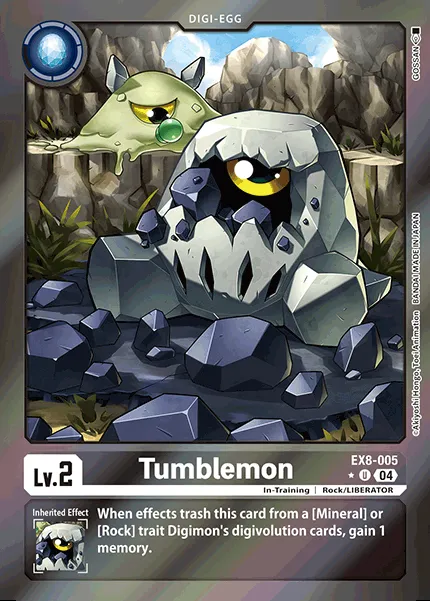 DIGI-EGG
GOSSAN
©Akiyoshi Hongo, Toei Animation BANDAI MADE IN JAPAN
Lv.2
Tumblemon
EX8-005
U 04
In-Training | Rock/LIBERATOR
Inherited Effect
When effects trash this card from a [Mineral] or
[Rock] trait Digimon's digivolution cards, gain 1
memory.